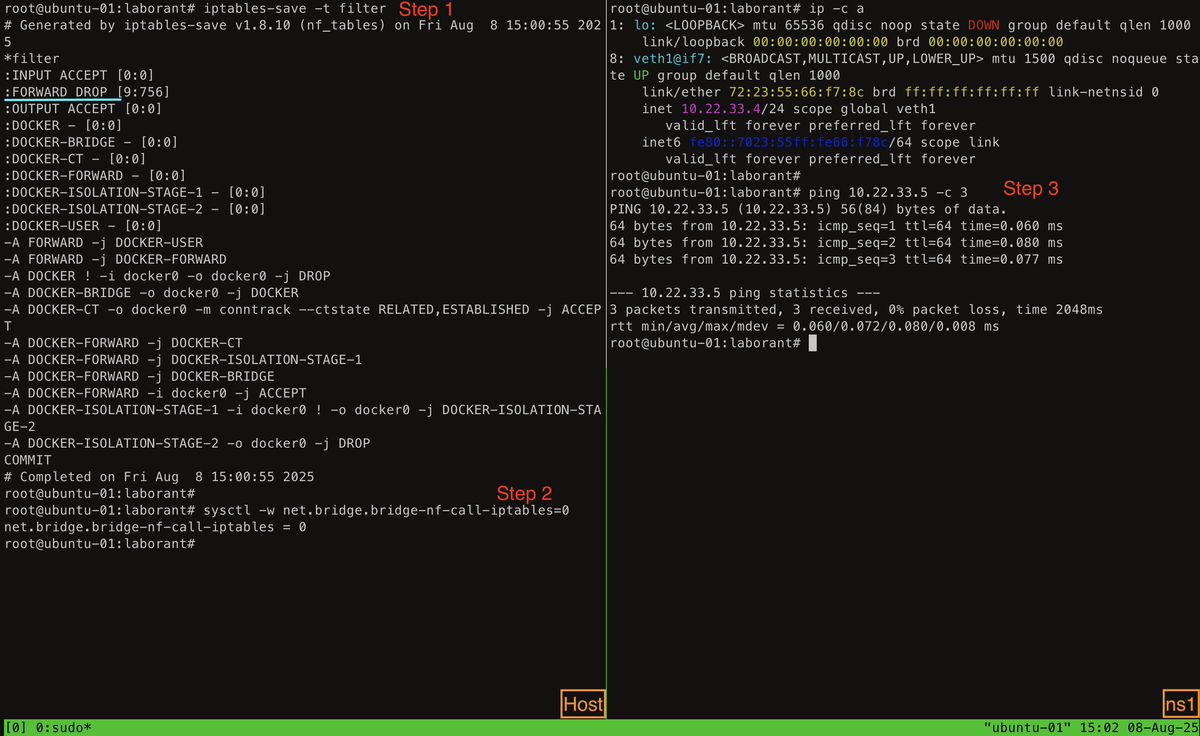 root@ubuntu-01:laborant# iptables-save -t filter Step 1
# Generated by iptables-save v1.8.10 (nf_tables) on Fri Aug  8 15:00:55 202
5
*filter
:INPUT ACCEPT [0:0]
:FORWARD DROP [9:756]
:OUTPUT ACCEPT [0:0]
:DOCKER - [0:0]
:DOCKER-BRIDGE - [0:0]
:DOCKER-CT - [0:0]
:DOCKER-FORWARD - [0:0]
:DOCKER-ISOLATION-STAGE-1 - [0:0]
:DOCKER-ISOLATION-STAGE-2 - [0:0]
:DOCKER-USER - [0:0]
-A FORWARD -j DOCKER-USER
-A FORWARD -j DOCKER-FORWARD
-A DOCKER ! -i docker0 -o docker0 -j DROP
-A DOCKER-BRIDGE -o docker0 -j DOCKER
-A DOCKER-CT -o docker0 -m conntrack --ctstate RELATED,ESTABLISHED -j ACCEP
T
-A DOCKER-FORWARD -j DOCKER-CT
-A DOCKER-FORWARD -j DOCKER-ISOLATION-STAGE-1
-A DOCKER-FORWARD -j DOCKER-BRIDGE
-A DOCKER-FORWARD -i docker0 -j ACCEPT
-A DOCKER-ISOLATION-STAGE-1 -i docker0 ! -o docker0 -j DOCKER-ISOLATION-STA
GE-2
-A DOCKER-ISOLATION-STAGE-2 -o docker0 -j DROP
COMMIT
# Completed on Fri Aug  8 15:00:55 2025
root@ubuntu-01:laborant#
Step 2
root@ubuntu-01:laborant# sysctl -w net.bridge.bridge-nf-call-iptables=0
net.bridge.bridge-nf-call-iptables = 0
root@ubuntu-01:laborant#
Host
root@ubuntu-01:laborant# ip -c a
1: lo: <LOOPBACK> mtu 65536 qdisc noop state DOWN group default qlen 1000
link/loopback 00:00:00:00:00:00 brd 00:00:00:00:00:00
8: veth1@if7: <BROADCAST,MULTICAST,UP,LOWER_UP> mtu 1500 qdisc noqueue sta
te UP group default qlen 1000
link/ether 72:23:55:66:f7:8c brd ff:ff:ff:ff:ff:ff link-netnsid 0
inet 10.22.33.4/24 scope global veth1
valid_lft forever preferred_lft forever
inet6 fe80::7023:55ff:fe66:f78c/64 scope link
valid_lft forever preferred_lft forever
root@ubuntu-01:laborant#
root@ubuntu-01:laborant# ping 10.22.33.5 -c 3 Step 3
PING 10.22.33.5 (10.22.33.5) 56(84) bytes of data.
64 bytes from 10.22.33.5: icmp_seq=1 ttl=64 time=0.060 ms
64 bytes from 10.22.33.5: icmp_seq=2 ttl=64 time=0.080 ms
64 bytes from 10.22.33.5: icmp_seq=3 ttl=64 time=0.077 ms
--- 10.22.33.5 ping statistics ---
3 packets transmitted, 3 received, 0% packet loss, time 2048ms
rtt min/avg/max/mdev = 0.060/0.072/0.080/0.008 ms
root@ubuntu-01:laborant#
ns1
[0] 0:sudo* "ubuntu-01" 15:02 08-Aug-25